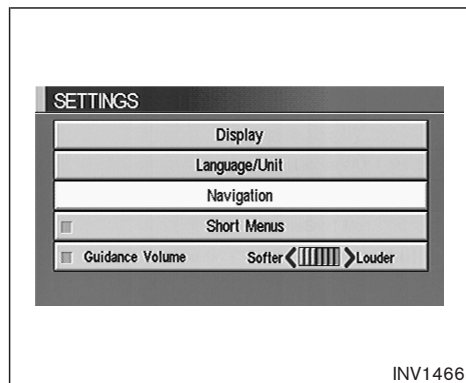 SETTINGS
Display
Language/Unit
Navigation
Short Menus
Guidance Volume Softer Louder
INV1466